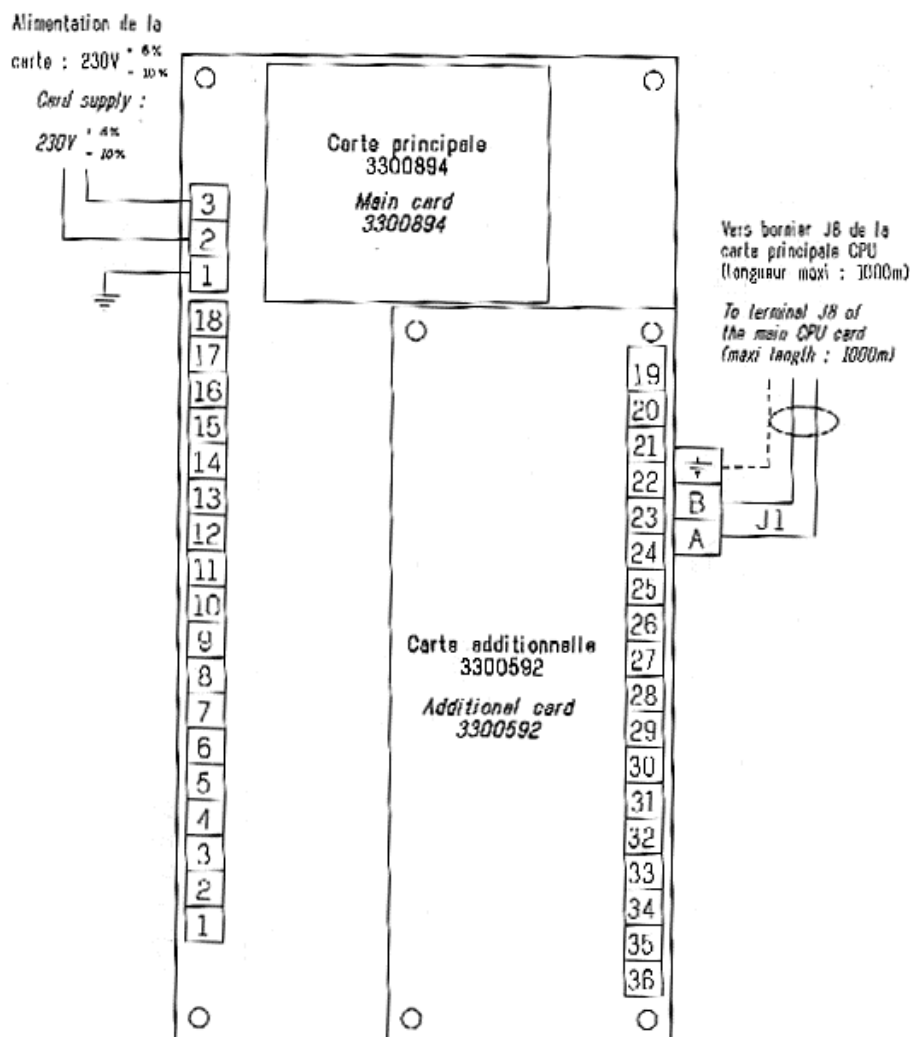 Alimentation de la
carte : 230V + 6%
- 10%
Card supply :
230V + 6%
- 10%
Carte principale
3300894
Main card
3300894
Vers bornier J8 de la
carte principale CPU
(longueur maxi : 1000m)
To terminal J8 of
the main CPU card
(maxi length : 1000m)
3
2
1
18
17
16
15
14
13
12
11
10
9
8
7
6
5
4
3
2
1
19
20
21
22
23
24
25
26
27
28
29
30
31
32
33
34
35
36
B
A
J1
Carte additionnelle
3300592
Additional card
3300592